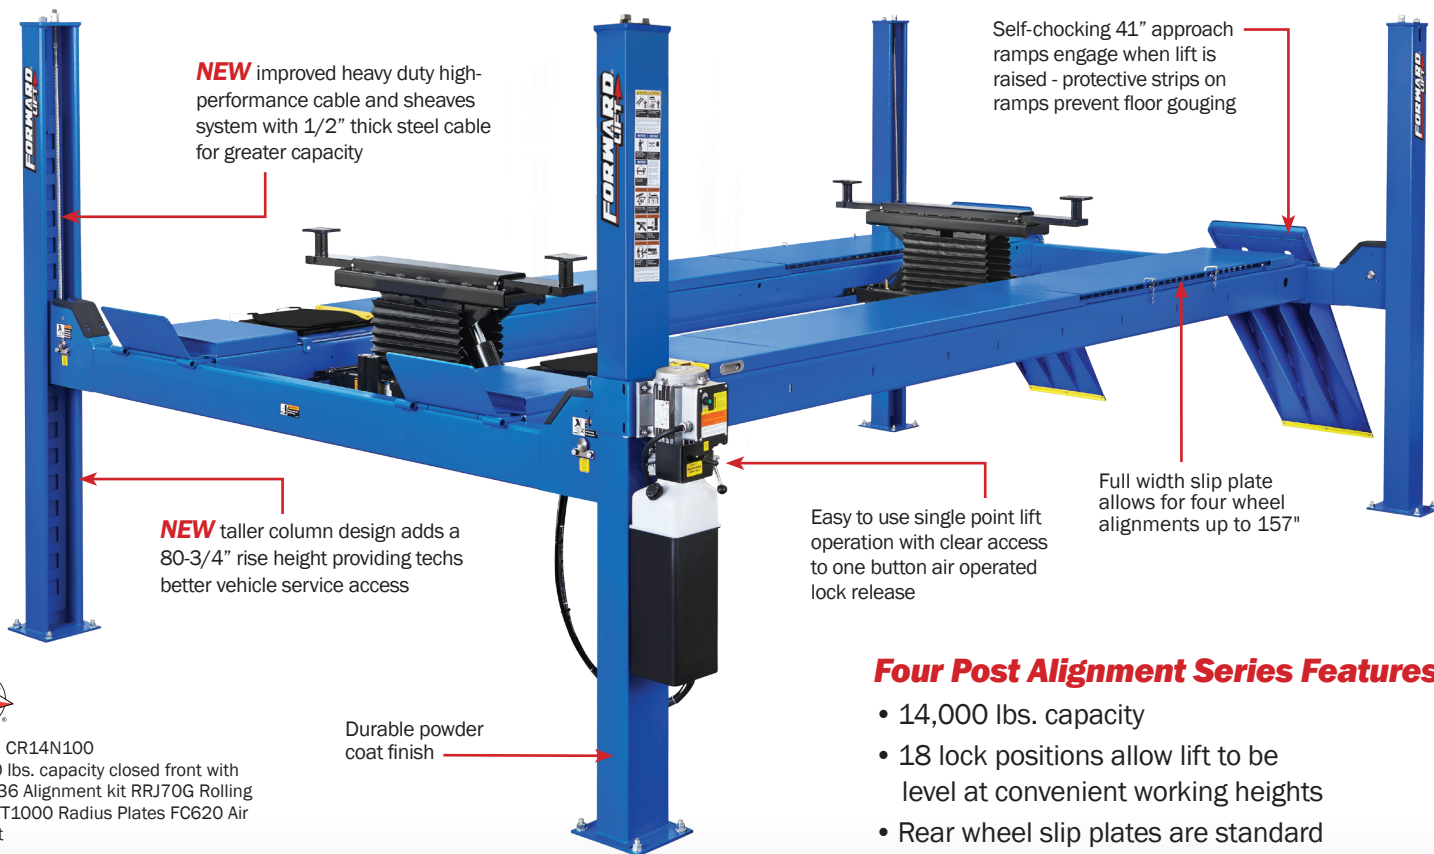 FORWARD
LIFT
NEW improved heavy duty high-
performance cable and sheaves
system with 1/2” thick steel cable
for greater capacity
FORWARD
LIFT
Self-chocking 41” approach
ramps engage when lift is
raised - protective strips on
ramps prevent floor gouging
FORWARD
LIFT
NEW taller column design adds a
80-3/4” rise height providing techs
better vehicle service access
Easy to use single point lift
operation with clear access
to one button air operated
lock release
Full width slip plate
allows for four wheel
alignments up to 157"
Durable powder
coat finish
CR14N100
lbs. capacity closed front with
36 Alignment kit RRJ70G Rolling
T1000 Radius Plates FC620 Air
Four Post Alignment Series Features
• 14,000 lbs. capacity
• 18 lock positions allow lift to be
level at convenient working heights
• Rear wheel slip plates are standard